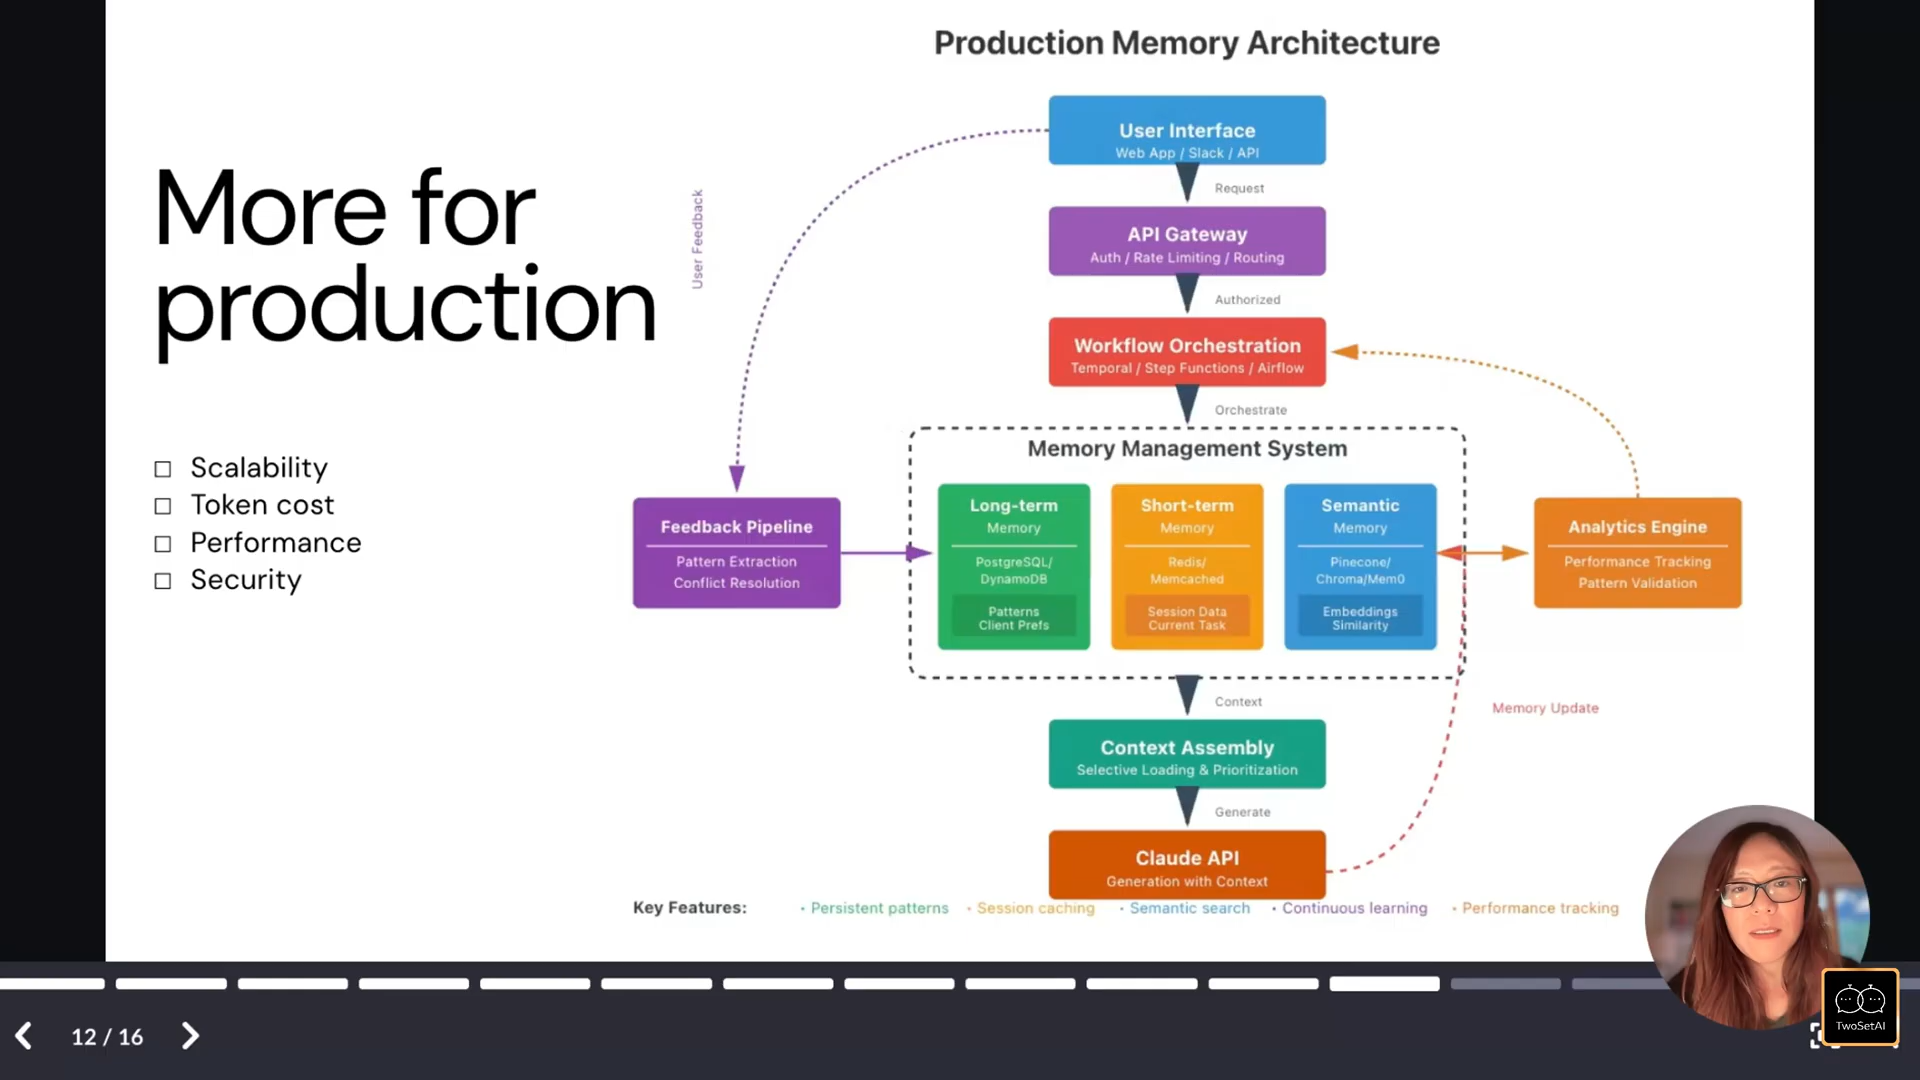 Production Memory Architecture
More for
production
☐ Scalability
☐ Token cost
☐ Performance
☐ Security
User Interface
Web App / Slack / API
Request
User Feedback
API Gateway
Auth / Rate Limiting / Routing
Authorized
Workflow Orchestration
Temporal / Step Functions / Airflow
Orchestrate
Memory Management System
Feedback Pipeline
Pattern Extraction
Conflict Resolution
Long-term
Memory
PostgreSQL/
DynamoDB
Patterns
Client Prefs
Short-term
Memory
Redis/
Memcached
Session Data
Current Task
Semantic
Memory
Pinecone/
Chroma/Mem0
Embeddings
Similarity
Analytics Engine
Performance Tracking
Pattern Validation
Context
Memory Update
Context Assembly
Selective Loading & Prioritization
Generate
Claude API
Generation with Context
Key Features: • Persistent patterns • Session caching • Semantic search • Continuous learning • Performance tracking
12 / 16
TwoSetAI